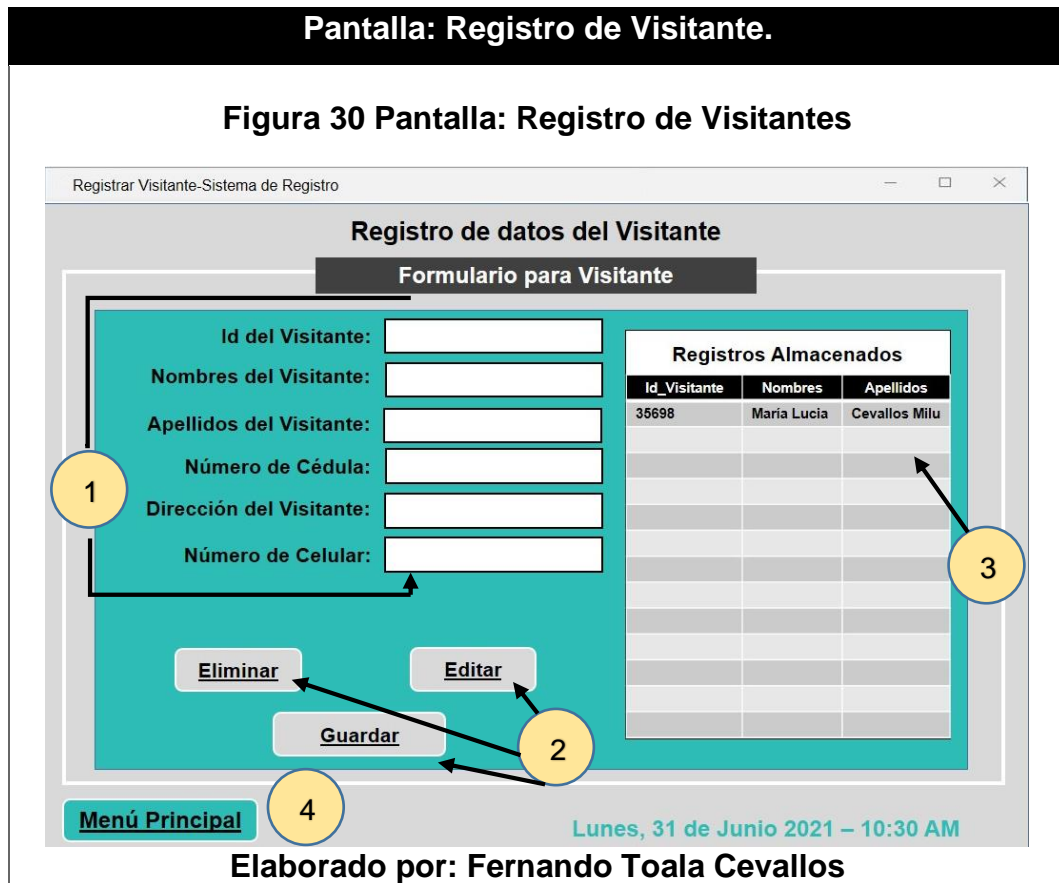 Pantalla: Registro de Visitante.
Figura 30 Pantalla: Registro de Visitantes
Registrar Visitante-Sistema de Registro
Registro de datos del Visitante
Formulario para Visitante
Id del Visitante:
Nombres del Visitante:
Apellidos del Visitante:
Número de Cédula:
Dirección del Visitante:
Número de Celular:
1
Registros Almacenados
Id_Visitante Nombres Apellidos
35698 María Lucia Cevallos Milu
3
Eliminar
Editar
Guardar
2
4
Menú Principal
Lunes, 31 de Junio 2021 – 10:30 AM
Elaborado por: Fernando Toala Cevallos